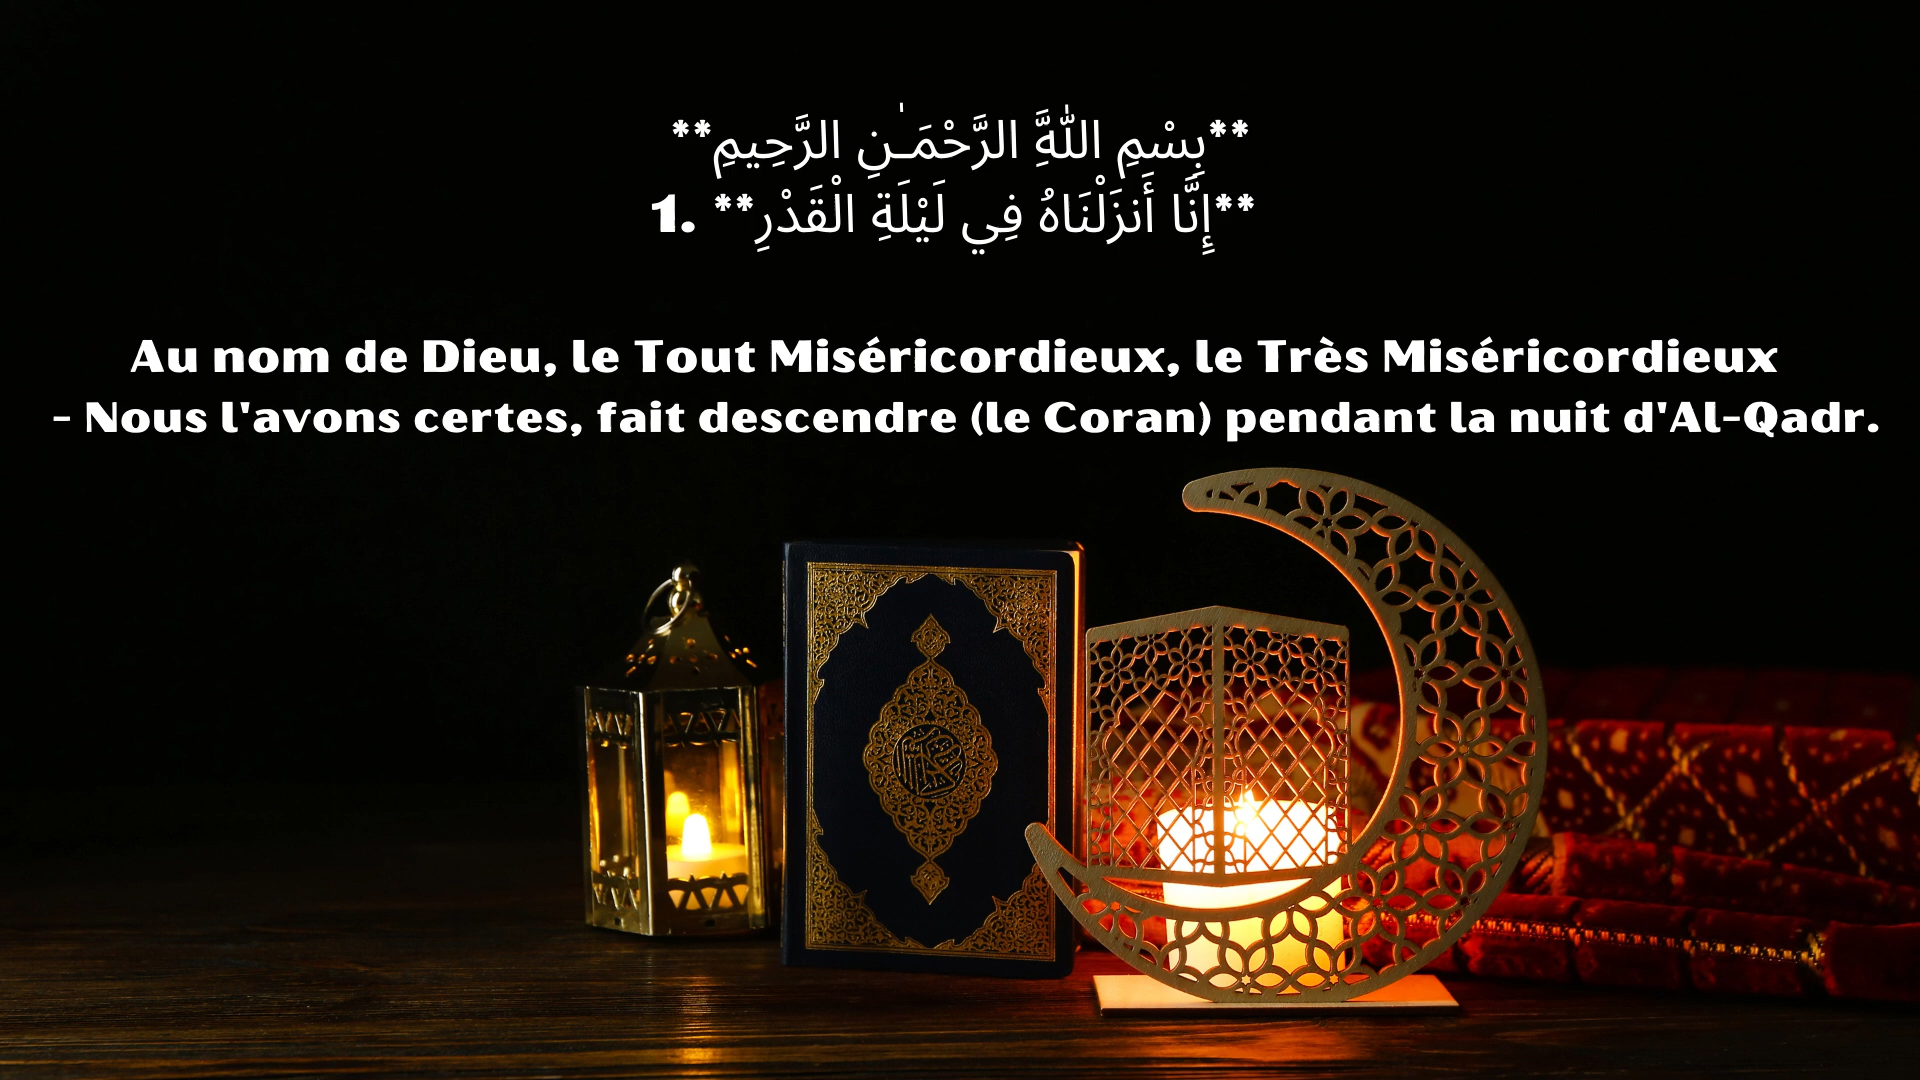 **بِسْمِ اللَّهِ الرَّحْمَـٰنِ الرَّحِيمِ**
1. **إِنَّا أَنزَلْنَاهُ فِي لَيْلَةِ الْقَدْرِ**
Au nom de Dieu, le Tout Miséricordieux, le Très Miséricordieux
- Nous l'avons certes, fait descendre (le Coran) pendant la nuit d'Al-Qadr.